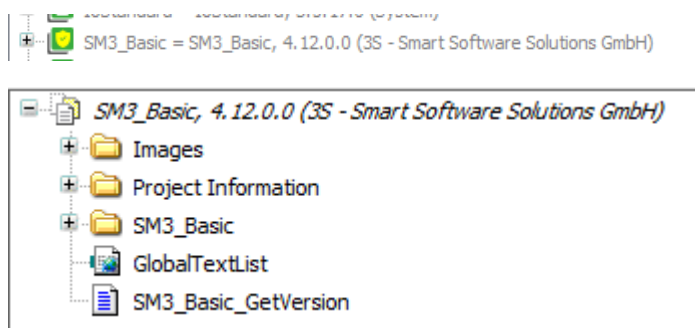 SM3_Basic = SM3_Basic, 4.12.0.0 (3S - Smart Software Solutions GmbH)
SM3_Basic, 4.12.0.0 (3S - Smart Software Solutions GmbH)
Images
Project Information
SM3_Basic
GlobalTextList
SM3_Basic_GetVersion